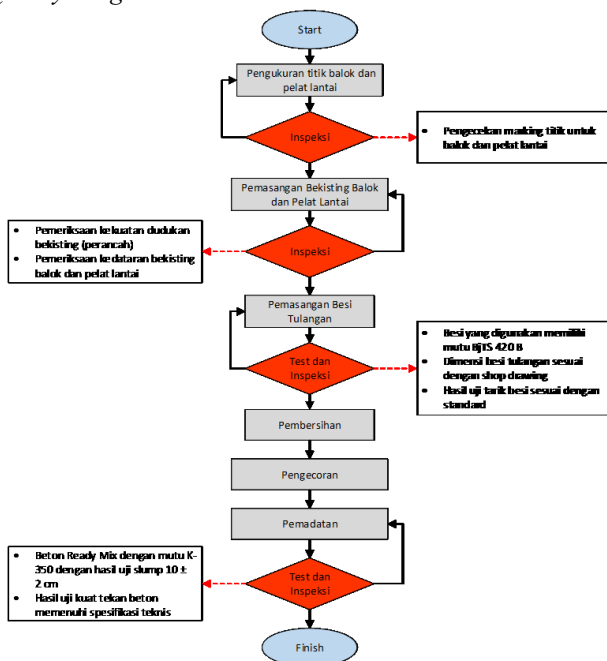 Start
Pengukuran titik balok dan
pelat lantai
Inspeksi
• Pengecekan marking titik untuk
balok dan pelat lantai
Pemasangan Bekisting Balok
dan Pelat Lantai
Inspeksi
• Pemeriksaan kekuatan dudukan
bekisting (perancah)
• Pemeriksaan kedataran bekisting
balok dan pelat lantai
Pemasangan Besi
Tulangan
Test dan
Inspeksi
• Besi yang digunakan memiliki
mutu BjTS 420 B
• Dimensi besi tulangan sesuai
dengan shop drawing
• Hasil uji tarik besi sesuai dengan
standard
Pembersihan
Pengecoran
Pemadatan
Test dan
Inspeksi
• Beton Ready Mix dengan mutu K-
350 dengan hasil uji slump 10 ±
2 cm
• Hasil uji kuat tekan beton
memenuhi spesifikasi teknis
Finish